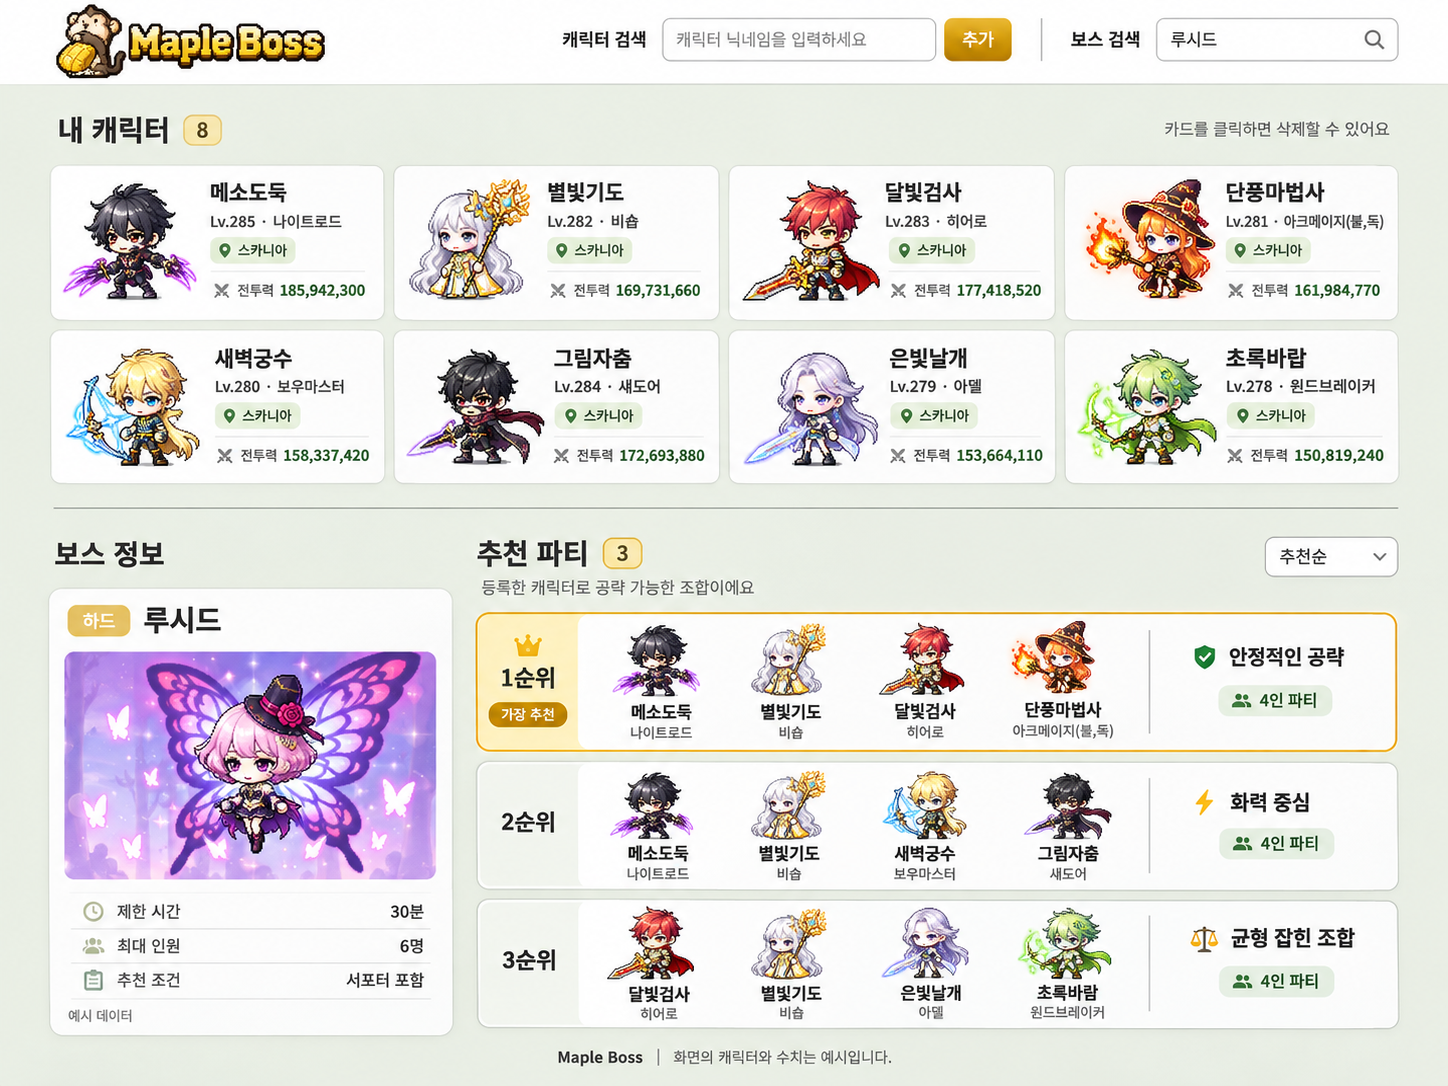 Maple Boss
캐릭터 검색
캐릭터 닉네임을 입력하세요
추가
보스 검색
루시드
내 캐릭터 8
카드를 클릭하면 삭제할 수 있어요
메소도둑
Lv.285 · 나이트로드
스카니아
전투력 185,942,300
별빛기도
Lv.282 · 비숍
스카니아
전투력 169,731,660
달빛검사
Lv.283 · 히어로
스카니아
전투력 177,418,520
단풍마법사
Lv.281 · 아크메이지(불,독)
스카니아
전투력 161,984,770
새벽궁수
Lv.280 · 보우마스터
스카니아
전투력 158,337,420
그림자춤
Lv.284 · 섀도어
스카니아
전투력 172,693,880
은빛날개
Lv.279 · 아델
스카니아
전투력 153,664,110
초록바람
Lv.278 · 윈드브레이커
스카니아
전투력 150,819,240
보스 정보
하드 루시드
제한 시간 30분
최대 인원 6명
추천 조건 서포터 포함
예시 데이터
추천 파티 3
등록한 캐릭터로 공략 가능한 조합이에요
추천순
1순위
가장 추천
메소도둑
나이트로드
별빛기도
비숍
달빛검사
히어로
단풍마법사
아크메이지(불,독)
안정적인 공략
4인 파티
2순위
메소도둑
나이트로드
별빛기도
비숍
새벽궁수
보우마스터
그림자춤
섀도어
화력 중심
4인 파티
3순위
달빛검사
히어로
별빛기도
비숍
은빛날개
아델
초록바람
윈드브레이커
균형 잡힌 조합
4인 파티
Maple Boss | 화면의 캐릭터와 수치는 예시입니다.